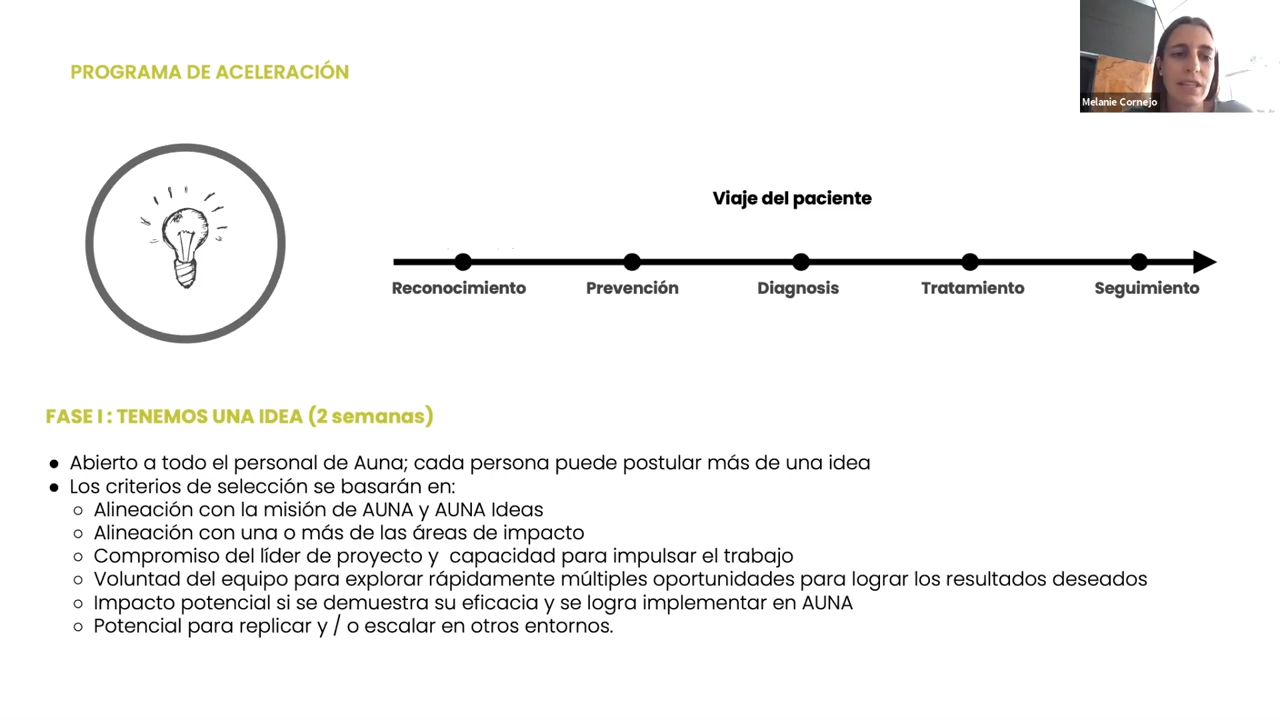 PROGRAMA DE ACELERACIÓN
Melanie Cornejo
Viaje del paciente
Reconocimiento
Prevención
Diagnosis
Tratamiento
Seguimiento
FASE I : TENEMOS UNA IDEA (2 semanas)
● Abierto a todo el personal de Auna; cada persona puede postular más de una idea
● Los criterios de selección se basarán en:
○ Alineación con la misión de AUNA y AUNA Ideas
○ Alineación con una o más de las áreas de impacto
○ Compromiso del líder de proyecto y  capacidad para impulsar el trabajo
○ Voluntad del equipo para explorar rápidamente múltiples oportunidades para lograr los resultados deseados
○ Impacto potencial si se demuestra su eficacia y se logra implementar en AUNA
○ Potencial para replicar y / o escalar en otros entornos.